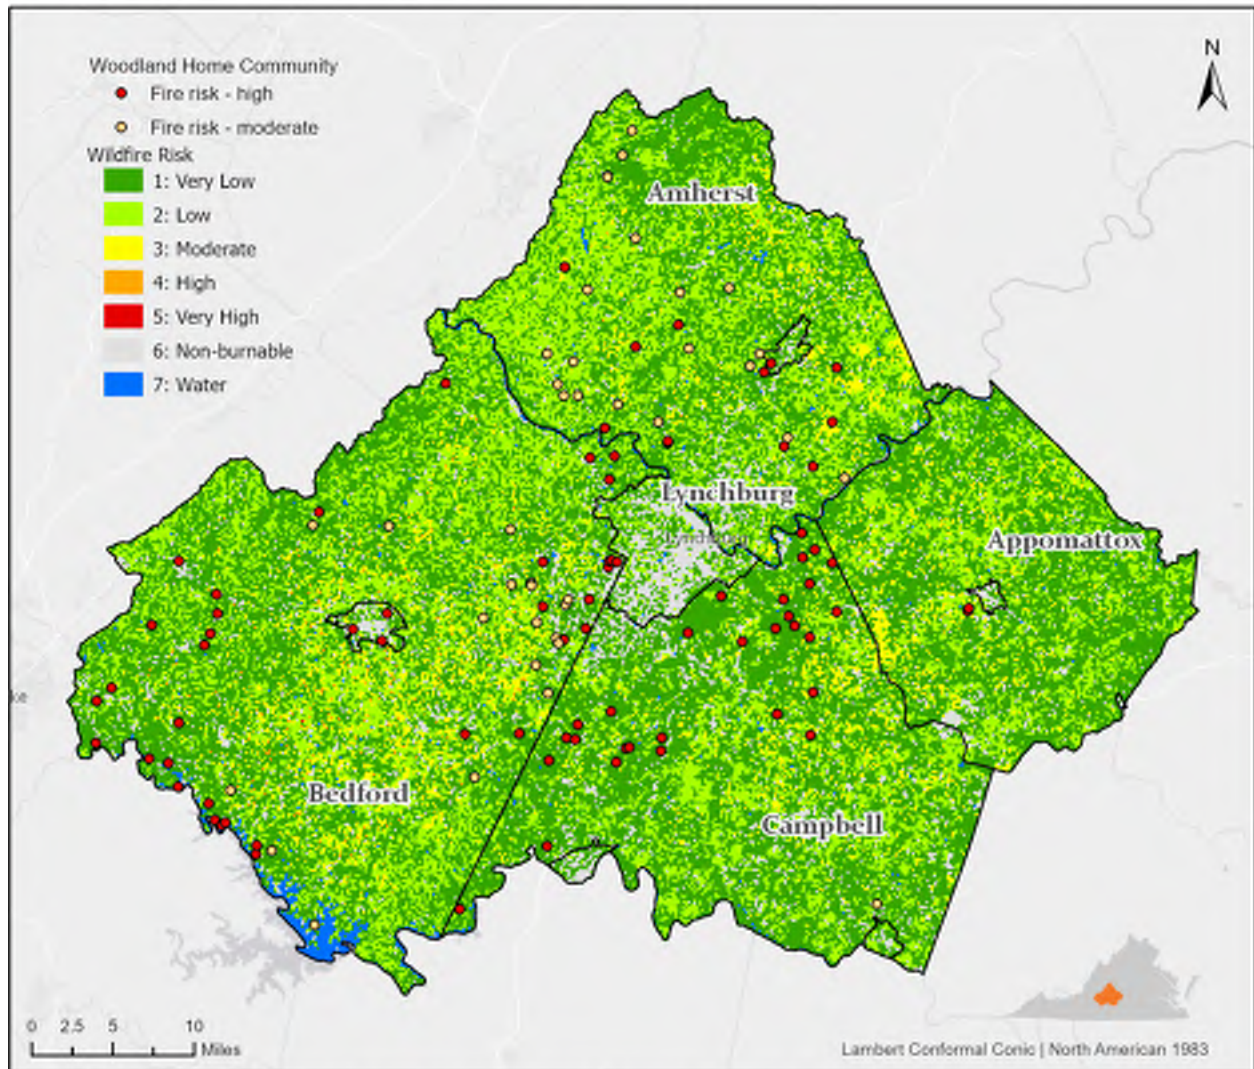 Woodland Home Community
Fire risk - high
Fire risk - moderate
Wildfire Risk
1: Very Low
2: Low
3: Moderate
4: High
5: Very High
6: Non-burnable
7: Water
N
Amherst
Lynchburg
Lynchburg
Appomattox
ke
Bedford
Campbell
0 2.5 5 10
Miles
Lambert Conformal Conic | North American 1983